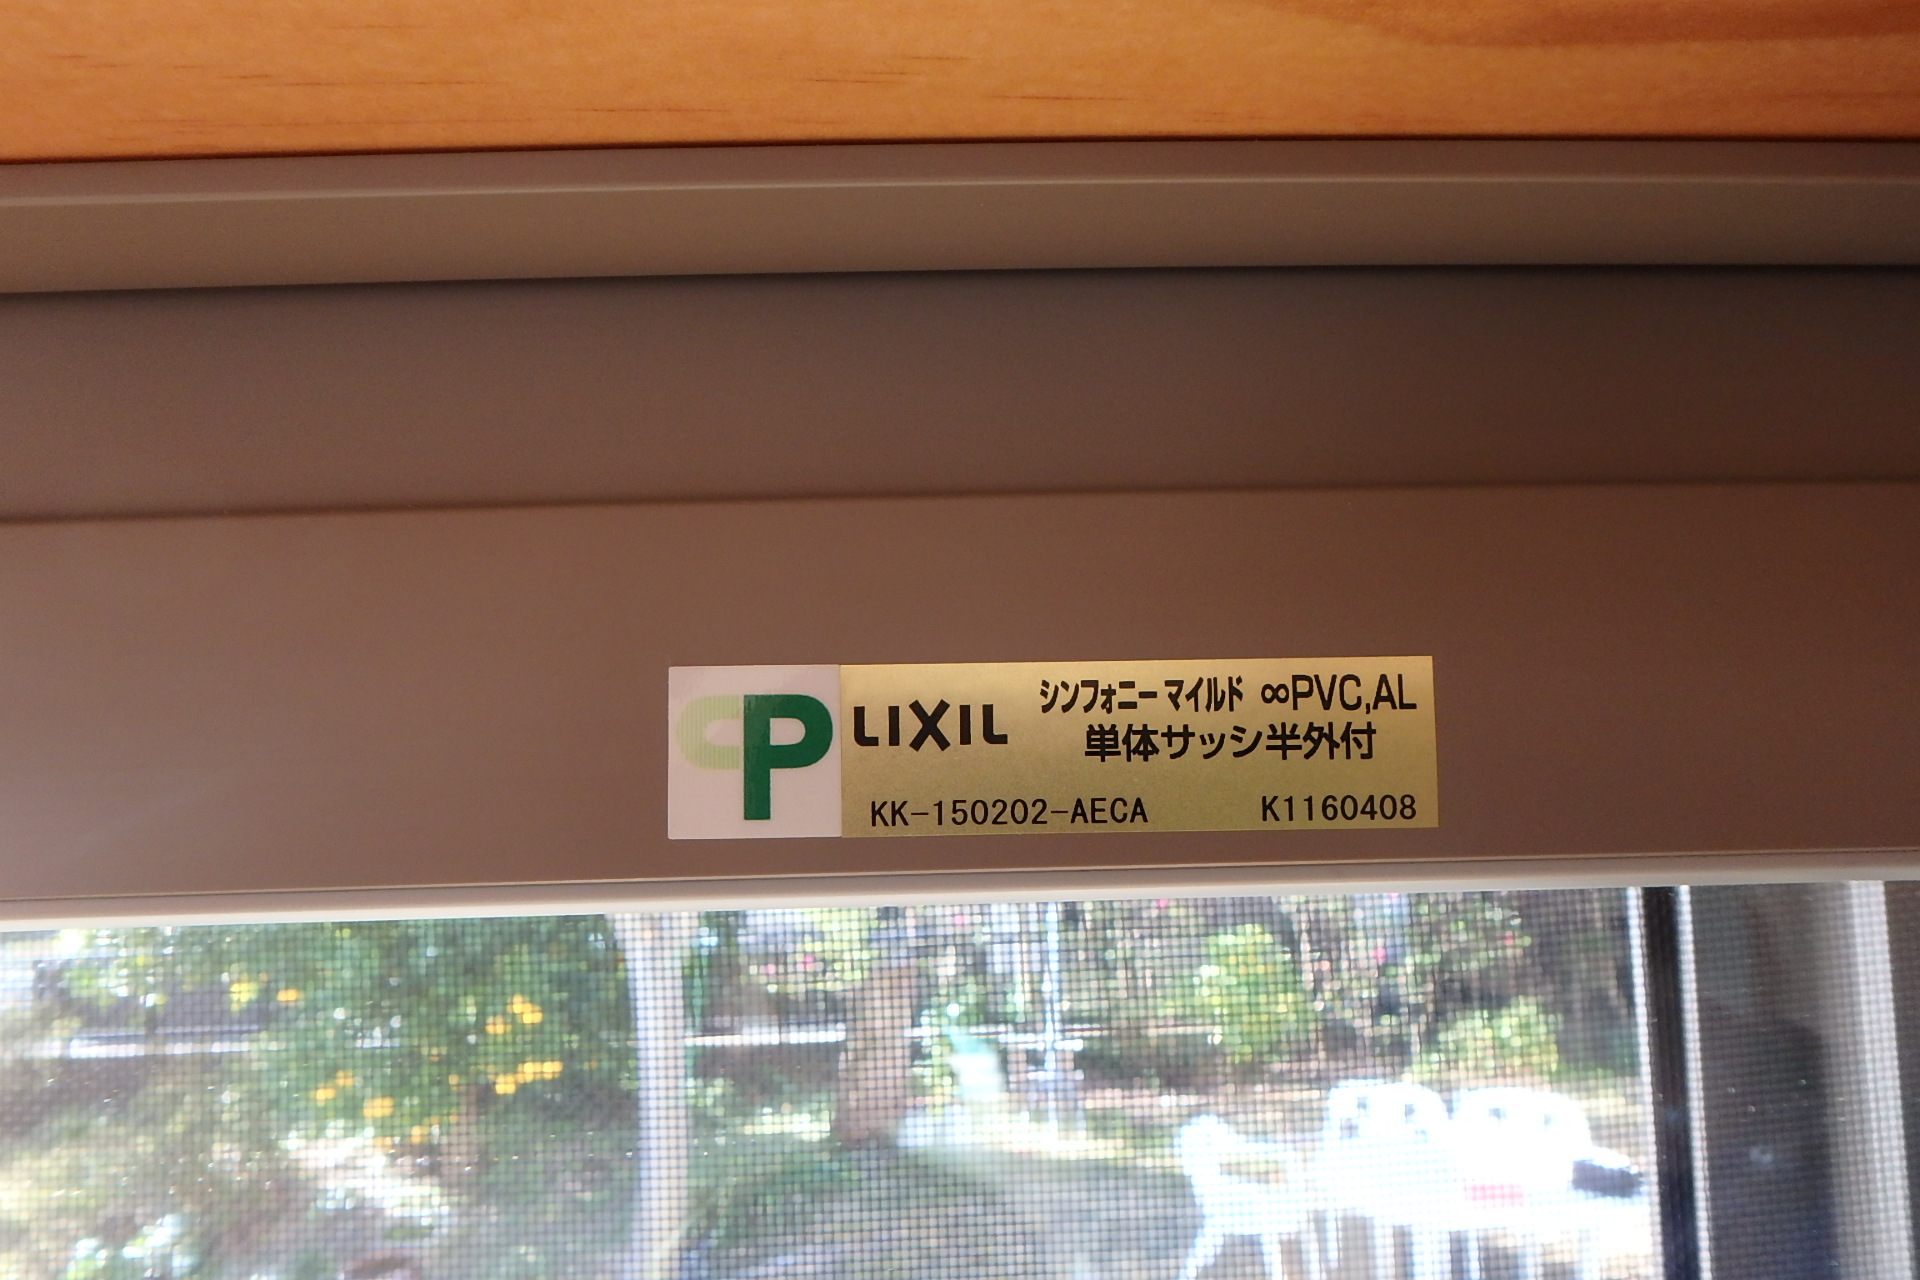 CP
LIXIL
シンフォニーマイルド ∞PVC,AL
単体サッシ半外付
KK-150202-AECA K1160408